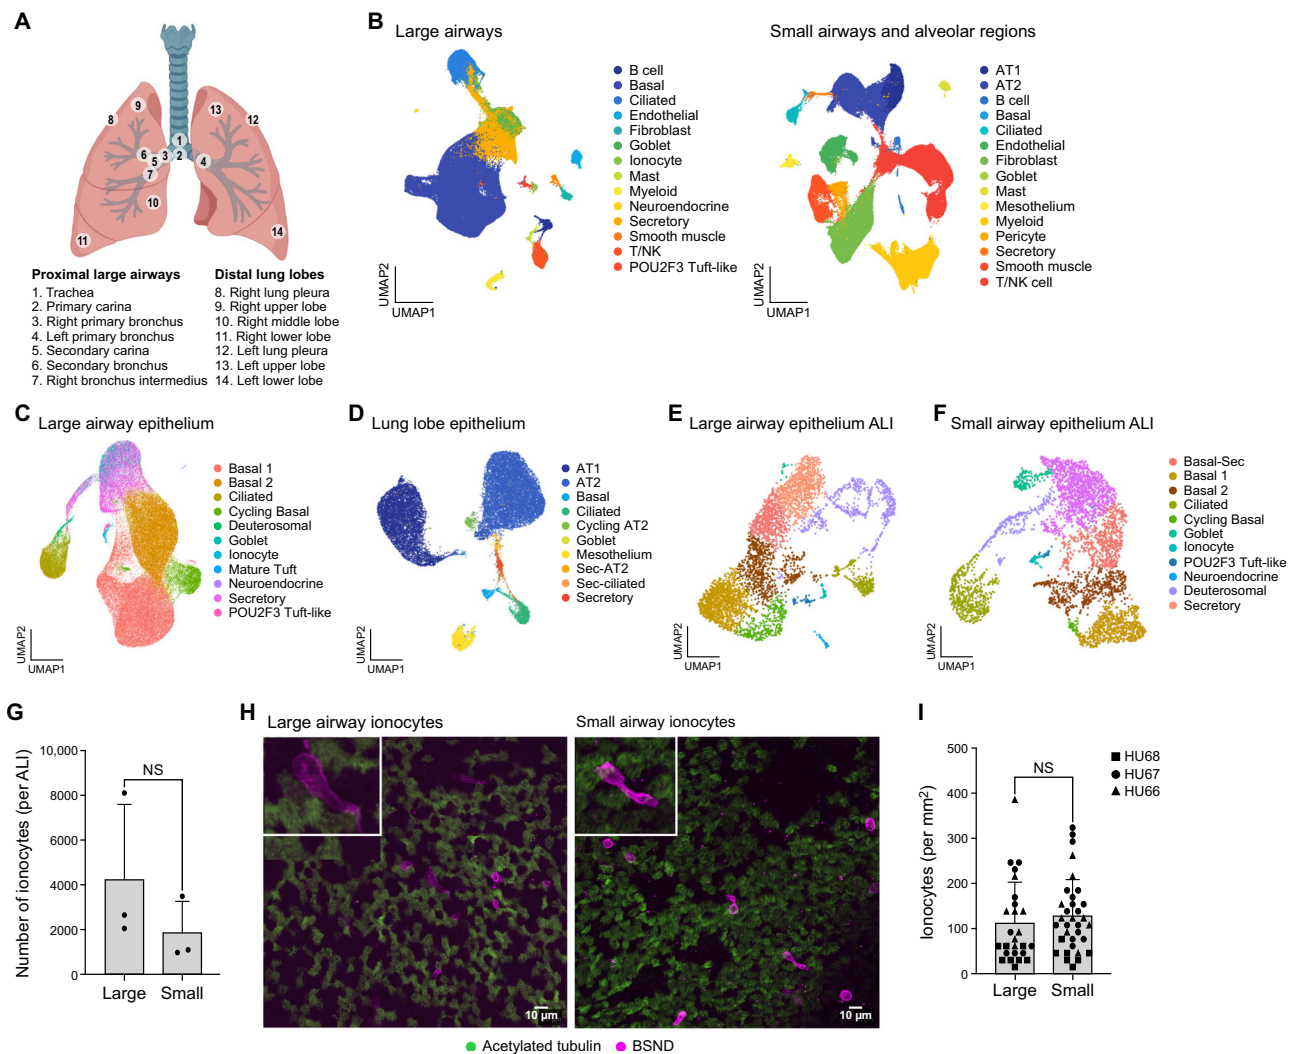 A
9
8
13
12
1
6
3
2
5
4
7
10
11
14
Proximal large airways
1. Trachea
2. Primary carina
3. Right primary bronchus
4. Left primary bronchus
5. Secondary carina
6. Secondary bronchus
7. Right bronchus intermedius
Distal lung lobes
8. Right lung pleura
9. Right upper lobe
10. Right middle lobe
11. Right lower lobe
12. Left lung pleura
13. Left upper lobe
14. Left lower lobe
B
Large airways
UMAP2
UMAP1
B cell
Basal
Ciliated
Endothelial
Fibroblast
Goblet
Ionocyte
Mast
Myeloid
Neuroendocrine
Secretory
Smooth muscle
T/NK
POU2F3 Tuft-like
Small airways and alveolar regions
UMAP2
UMAP1
AT1
AT2
B cell
Basal
Ciliated
Endothelial
Fibroblast
Goblet
Mast
Mesothelium
Myeloid
Pericyte
Secretory
Smooth muscle
T/NK cell
C
Large airway epithelium
UMAP2
UMAP1
Basal 1
Basal 2
Ciliated
Cycling Basal
Deuterosomal
Goblet
Ionocyte
Mature Tuft
Neuroendocrine
Secretory
POU2F3 Tuft-like
D
Lung lobe epithelium
UMAP2
UMAP1
AT1
AT2
Basal
Ciliated
Cycling AT2
Goblet
Mesothelium
Sec-AT2
Sec-ciliated
Secretory
E
Large airway epithelium ALI
UMAP2
UMAP1
F
Small airway epithelium ALI
UMAP2
UMAP1
Basal-Sec
Basal 1
Basal 2
Ciliated
Cycling Basal
Goblet
Ionocyte
POU2F3 Tuft-like
Neuroendocrine
Deuterosomal
Secretory
G
Number of ionocytes (per ALI)
10,000
8000
6000
4000
2000
0
NS
Large
Small
H
Large airway ionocytes
10 µm
Small airway ionocytes
10 µm
Acetylated tubulin
BSND
I
Ionocytes (per mm²)
500
400
300
200
100
0
NS
Large
Small
HU68
HU67
HU66